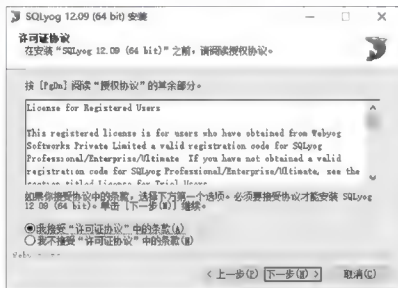 SQLyog 12.09 (64 bit) 安装
许可证协议
在安装“SQLyog 12.09 (64 bit)”之前，请阅读授权协议。
按 [PgDn] 阅读“授权协议”的其余部分。
License for Registered Users
This registered license is for users who have obtained from Webyog
Softworks Private Limited a valid registration code for SQLyog
Professional/Enterprise/Ultimate. If you have not obtained a valid
registration code for SQLyog Professional/Enterprise/Ultimate, see the
section titled License for Trial Users
如果你接受协议中的条款，选择下方第一个选项。必须要接受协议才能安装 SQLyog
12.09 (64 bit)。单击 [下一步(N)] 继续。
我接受“许可证协议”中的条款(A)
我不接受“许可证协议”中的条款(N)
< 上一步(P)
下一步(N) >
取消(C)